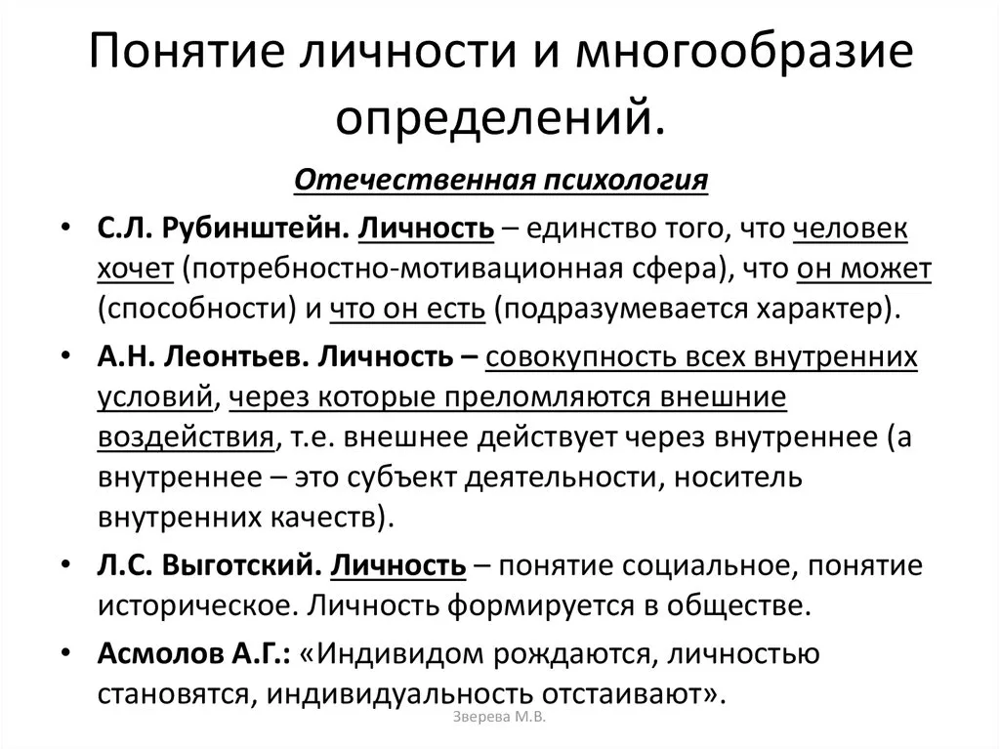 Понятие личности и многообразие
определений.
Отечественная психология
• С.Л. Рубинштейн. Личность – единство того, что человек
хочет (потребностно-мотивационная сфера), что он может
(способности) и что он есть (подразумевается характер).
• А.Н. Леонтьев. Личность – совокупность всех внутренних
условий, через которые преломляются внешние
воздействия, т.е. внешнее действует через внутреннее (а
внутреннее – это субъект деятельности, носитель
внутренних качеств).
• Л.С. Выготский. Личность – понятие социальное, понятие
историческое. Личность формируется в обществе.
• Асмолов А.Г.: «Индивидом рождаются, личностью
становятся, индивидуальность отстаивают».
Зверева М.В.